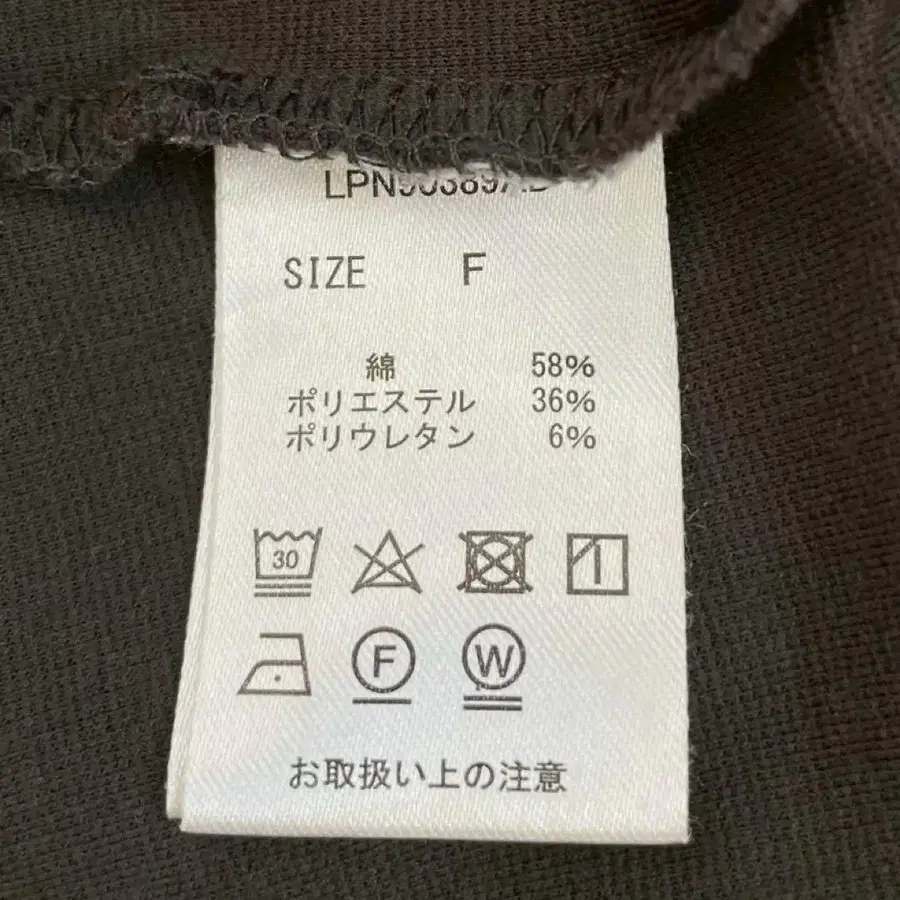 SIZE F
綿 58%
ポリエステル 36%
ポリウレタン 6%
30
F W
お取扱い上の注意